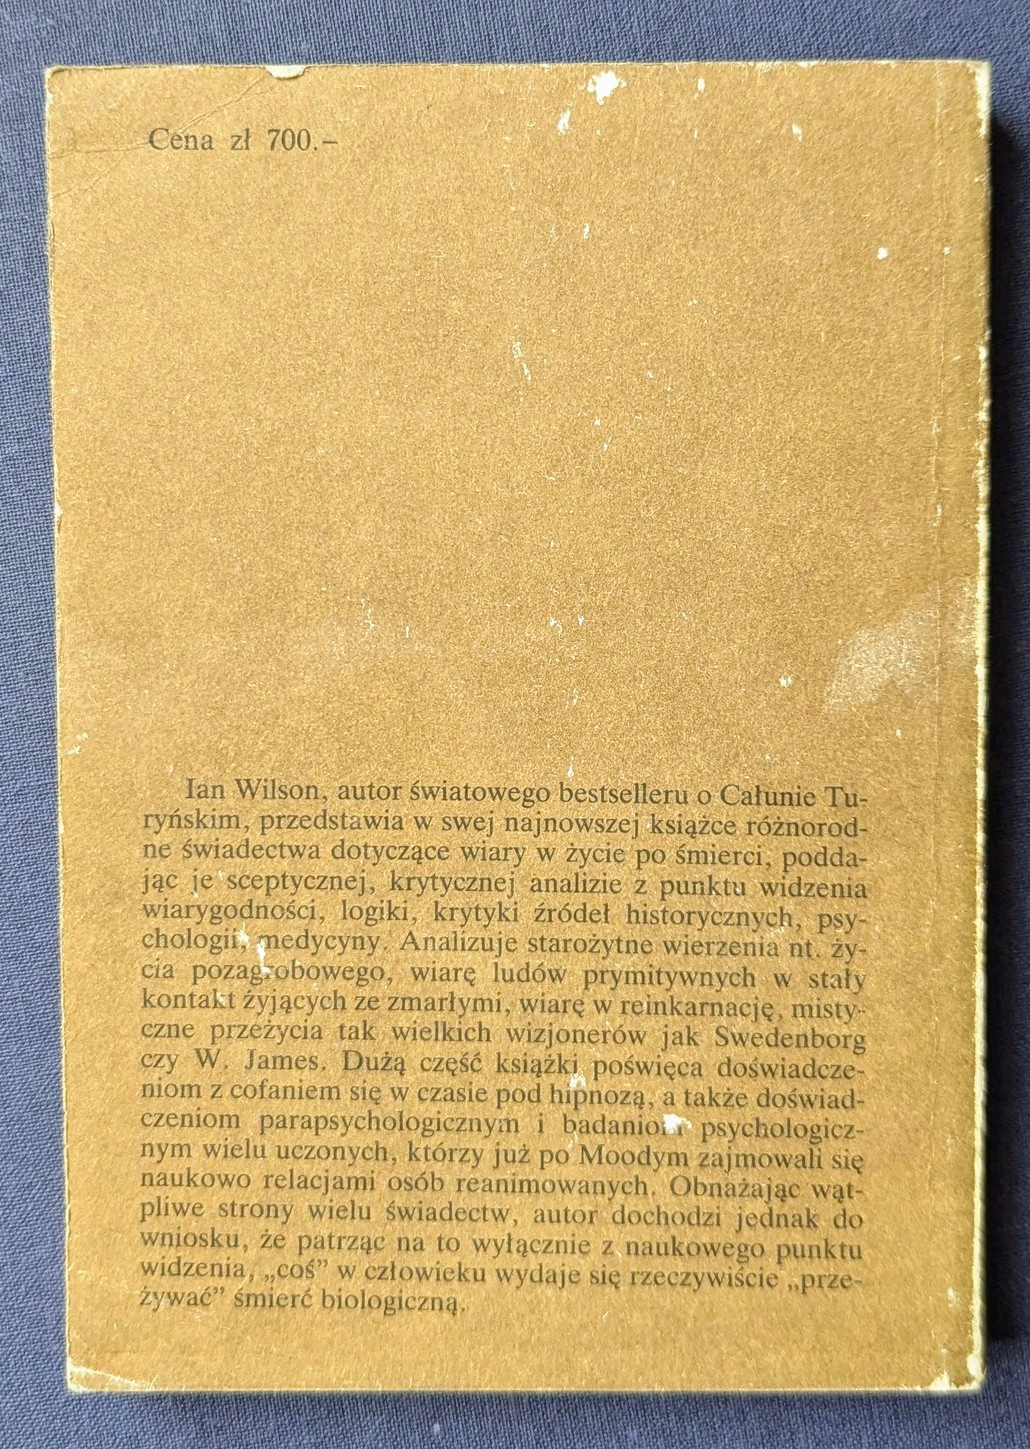 Cena zł 700.–
Ian Wilson, autor światowego bestselleru o Całunie Tu-
ryńskim, przedstawia w swej najnowszej książce różnorod-
ne świadectwa dotyczące wiary w życie po śmierci, podda-
jąc je sceptycznej, krytycznej analizie z punktu widzenia
wiarygodności, logiki, krytyki źródeł historycznych, psy-
chologii, medycyny. Analizuje starożytne wierzenia nt. ży-
cia pozagrobowego, wiarę ludów prymitywnych w stały
kontakt żyjących ze zmarłymi, wiarę w reinkarnację, misty-
czne przeżycia tak wielkich wizjonerów jak Swedenborg
czy W. James. Dużą część książki poświęca doświadcze-
niom z cofaniem się w czasie pod hipnozą, a także doświad-
czeniom parapsychologicznym i badaniom psychologicz-
nym wielu uczonych, którzy już po Moodym zajmowali się
naukowo relacjami osób reanimowanych. Obnażając wąt-
pliwe strony wielu świadectw, autor dochodzi jednak do
wniosku, że patrząc na to wyłącznie z naukowego punktu
widzenia, „coś” w człowieku wydaje się rzeczywiście „prze-
żywać” śmierć biologiczną.